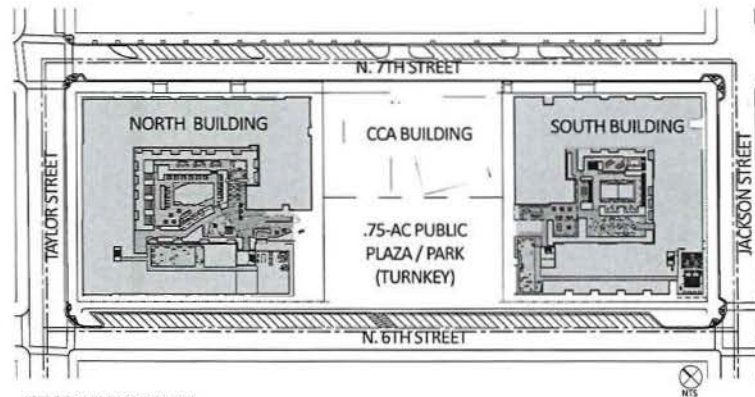 N. 7TH STREET
NORTH BUILDING
CCA BUILDING
SOUTH BUILDING
TAYLOR STREET
JACKSON STREET
.75-AC PUBLIC
PLAZA / PARK
(TURNKEY)
N. 6TH STREET
NTS